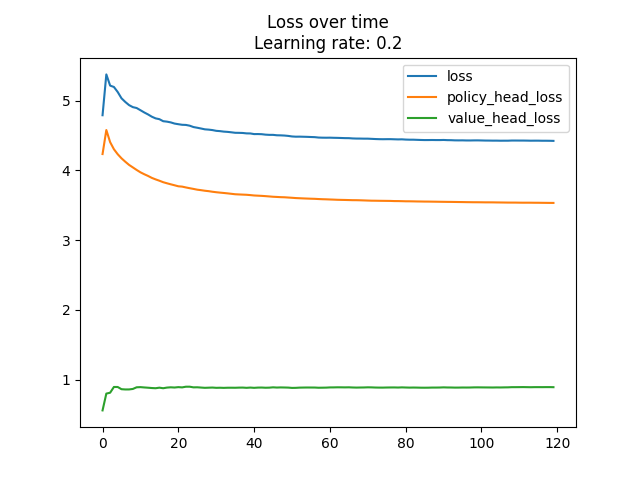 Loss over time
Learning rate: 0.2
loss
policy_head_loss
value_head_loss
5
4
3
2
1
0 20 40 60 80 100 120